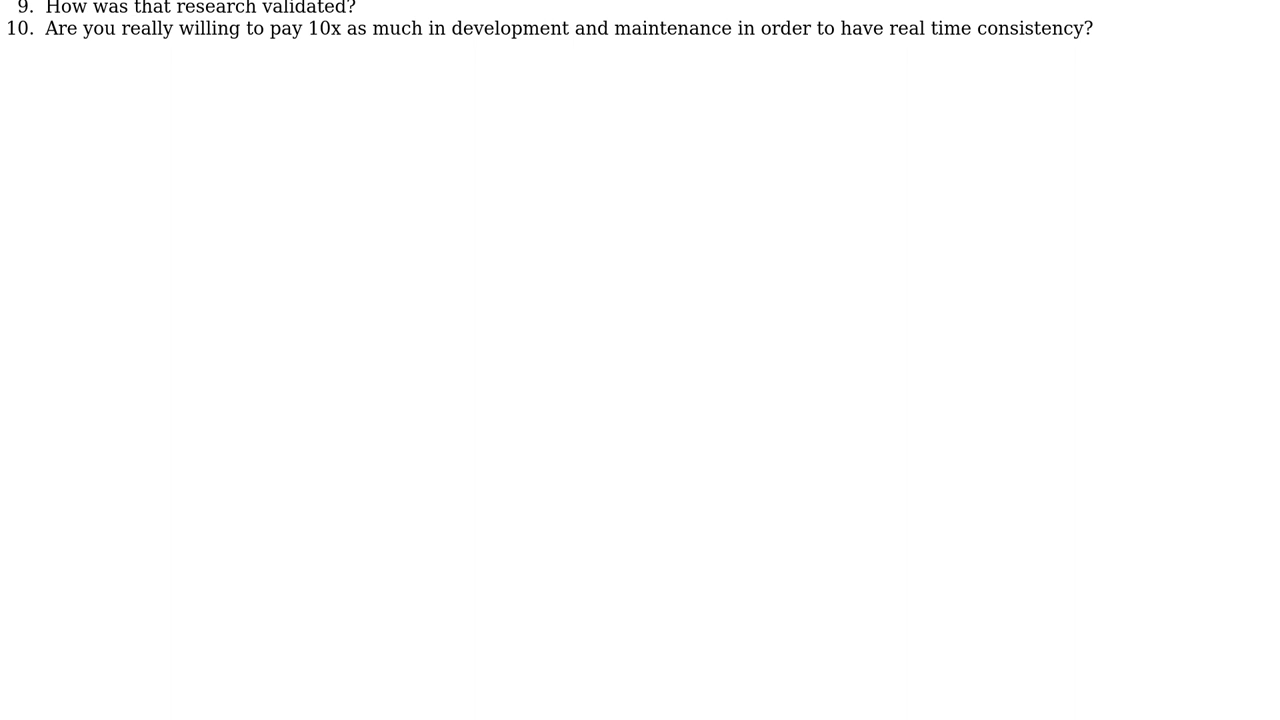 9. How was that research validated?
10. Are you really willing to pay 10x as much in development and maintenance in order to have real time consistency?